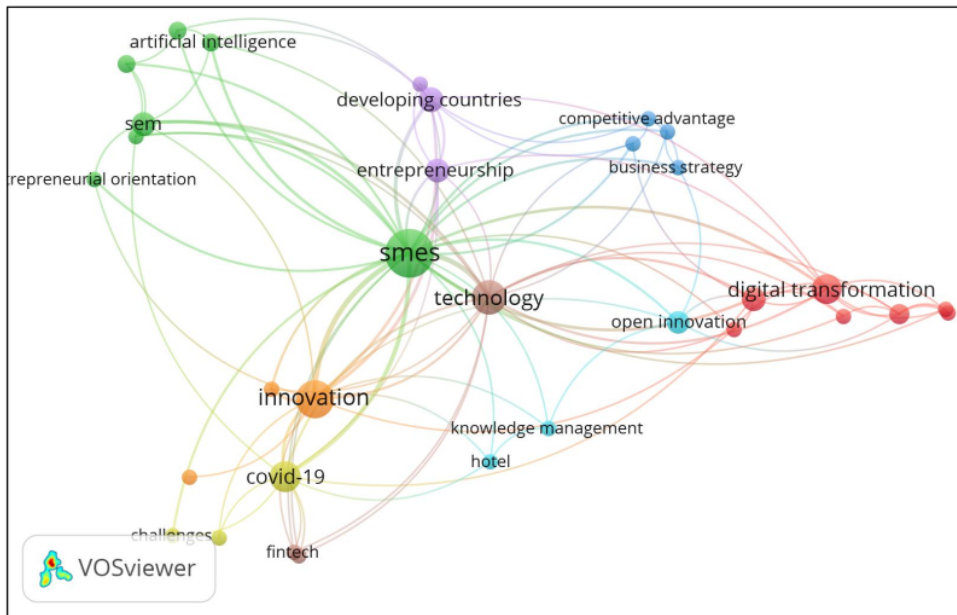 artificial intelligence
developing countries
sem
competitive advantage
entrepreneurship
business strategy
trepreneurial orientation
smes
technology
digital transformation
open innovation
innovation
knowledge management
hotel
covid-19
challenges
fintech
VOSviewer